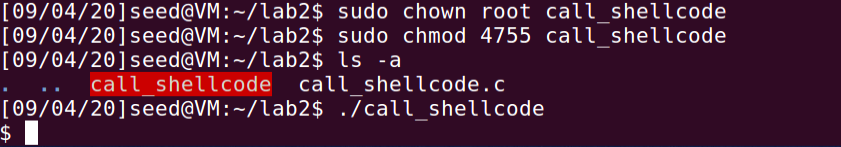 [09/04/20]seed@VM:~/lab2$ sudo chown root call_shellcode
[09/04/20]seed@VM:~/lab2$ sudo chmod 4755 call_shellcode
[09/04/20]seed@VM:~/lab2$ ls -a
.  ..  call_shellcode  call_shellcode.c
[09/04/20]seed@VM:~/lab2$ ./call_shellcode
$